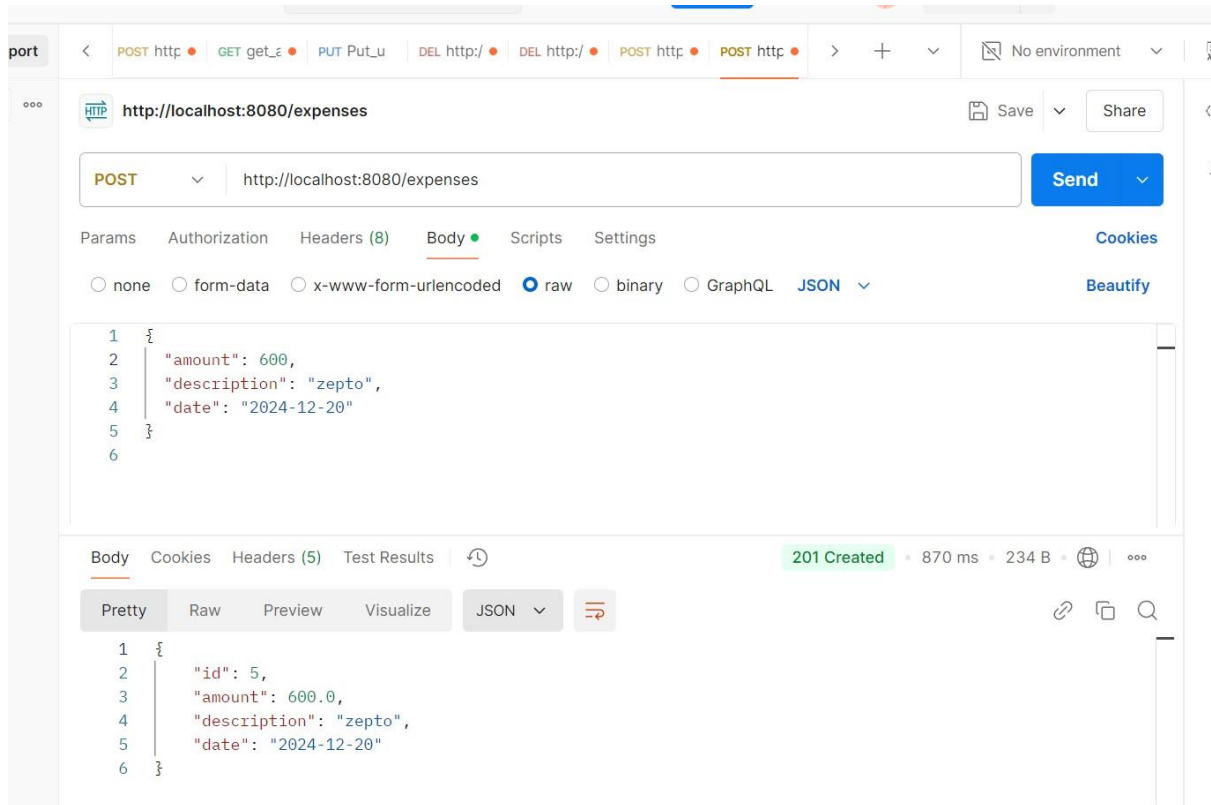 port POST http GET get_a PUT Put_u DEL http:/ DEL http:/ POST http POST http No environment
HTTP http://localhost:8080/expenses Save Share
POST http://localhost:8080/expenses Send
Params Authorization Headers (8) Body Scripts Settings Cookies
none form-data x-www-form-urlencoded raw binary GraphQL JSON Beautify
1 {
2 "amount": 600,
3 "description": "zepto",
4 "date": "2024-12-20"
5 }
6
Body Cookies Headers (5) Test Results 201 Created 870 ms 234 B
Pretty Raw Preview Visualize JSON
1 {
2 "id": 5,
3 "amount": 600.0,
4 "description": "zepto",
5 "date": "2024-12-20"
6 }